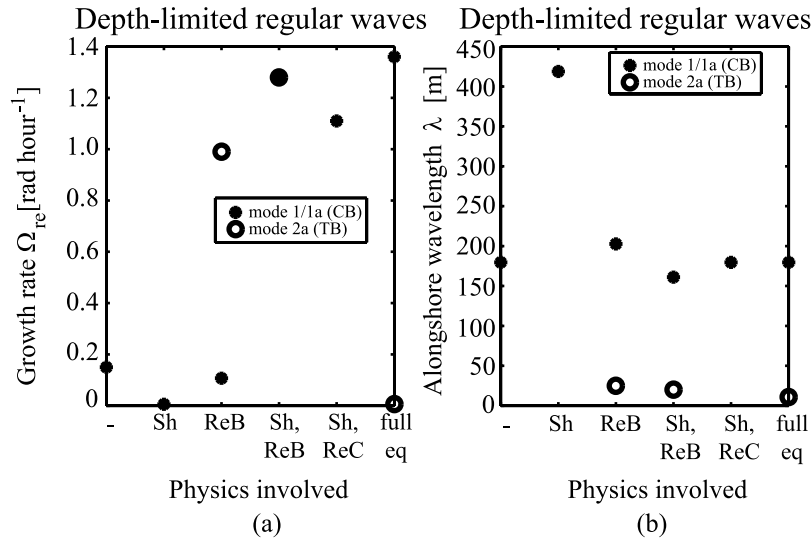 Depth-limited regular waves
Growth rate Ω_re [rad hour⁻¹]
1.4
1.2
1.0
0.8
0.6
0.4
0.2
0
mode 1/1a (CB)
mode 2a (TB)
- Sh ReB Sh, ReB Sh, ReC full eq
Physics involved
(a)
Depth-limited regular waves
Alongshore wavelength λ [m]
450
400
350
300
250
200
150
100
50
0
mode 1/1a (CB)
mode 2a (TB)
- Sh ReB Sh, ReB Sh, ReC full eq
Physics involved
(b)